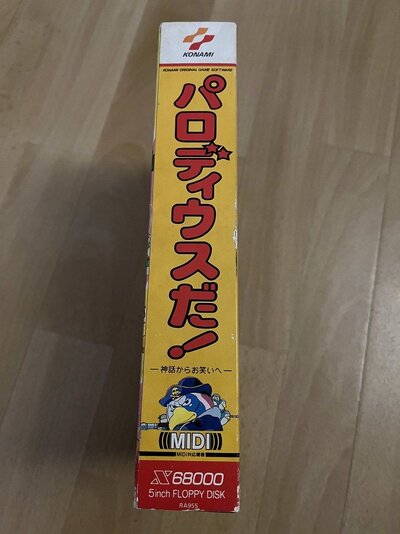 KONAMI
KONAMI ORIGINAL GAME SOFTWARE
パロディウスだ!
—神話からお笑いへ—
MIDI
MIDI対応機種
X68000
5inch FLOPPY DISK
RA955